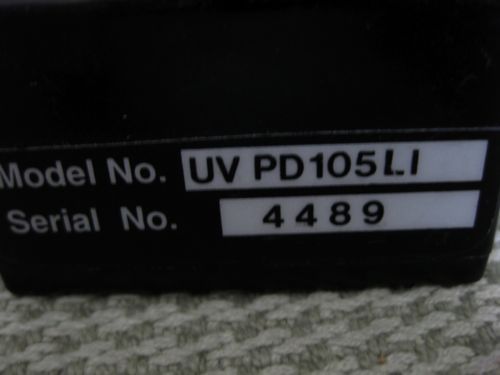 Model No. UV PD105LI
Serial No. 4489